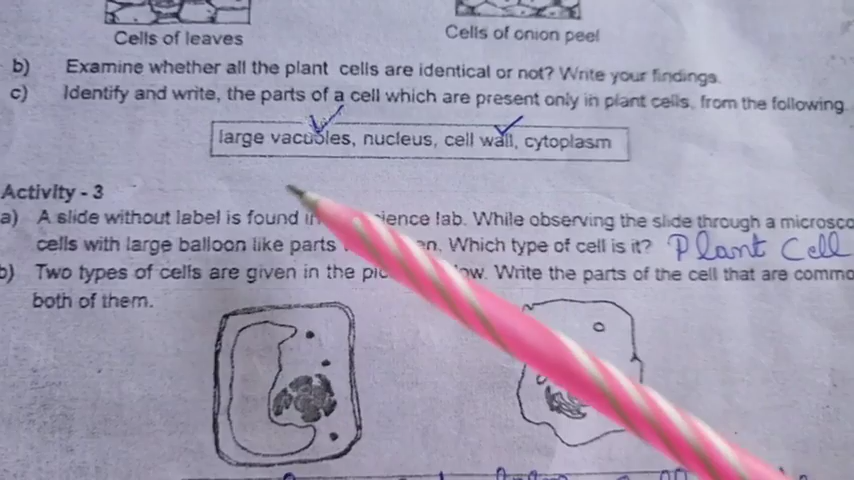 Cells of leaves
Cells of onion peel
b) Examine whether all the plant cells are identical or not? Write your findings.
c) Identify and write, the parts of a cell which are present only in plant cells, from the following
large vacuoles, nucleus, cell wall, cytoplasm
Activity - 3
a) A slide without label is found in ience lab. While observing the slide through a microsco
cells with large balloon like parts en. Which type of cell is it? Plant Cell
b) Two types of cells are given in the pic ow. Write the parts of the cell that are commo
both of them.